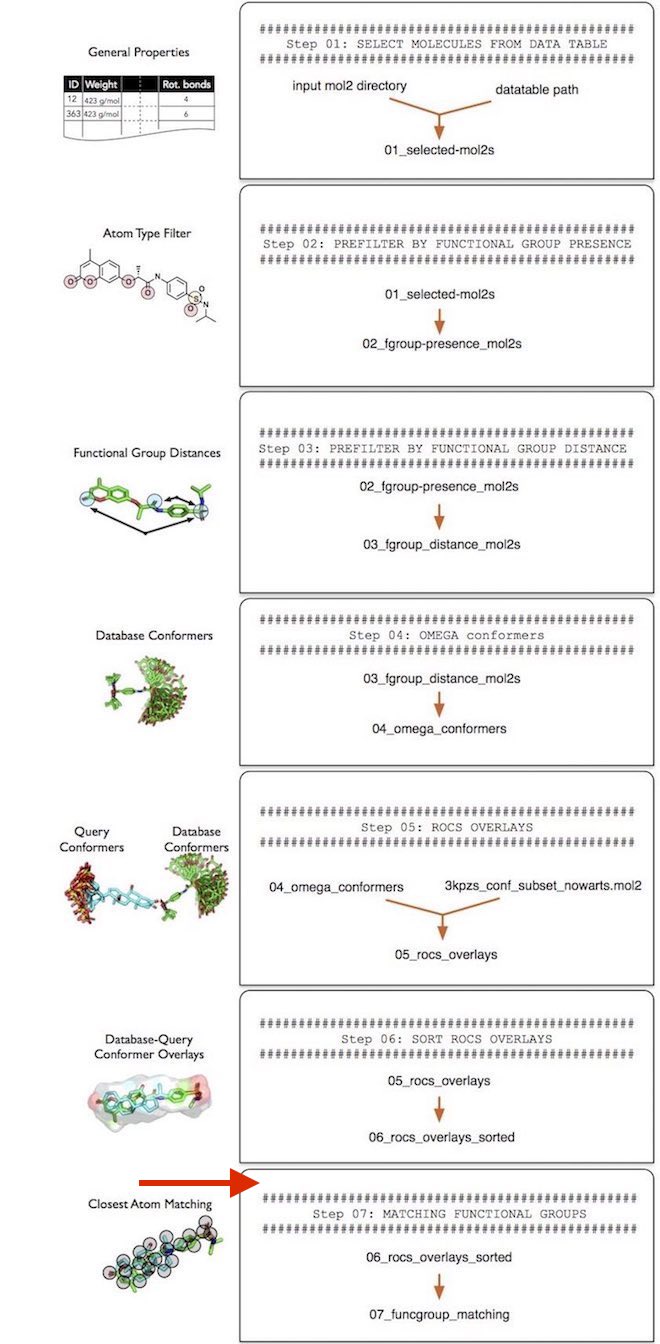 General Properties
ID Weight Rot. bonds
12 423 g/mol 4
363 423 g/mol 6
################################################
Step 01: SELECT MOLECULES FROM DATA TABLE
################################################
input mol2 directory
datatable path
01_selected-mol2s
Atom Type Filter
O O O O N S O O N
################################################
Step 02: PREFILTER BY FUNCTIONAL GROUP PRESENCE
################################################
01_selected-mol2s
02_fgroup-presence_mol2s
Functional Group Distances
################################################
Step 03: PREFILTER BY FUNCTIONAL GROUP DISTANCE
################################################
02_fgroup-presence_mol2s
03_fgroup_distance_mol2s
Database Conformers
################################################
Step 04: OMEGA conformers
################################################
03_fgroup_distance_mol2s
04_omega_conformers
Query
Conformers
Database
Conformers
################################################
Step 05: ROCS OVERLAYS
################################################
04_omega_conformers
3kpzs_conf_subset_nowarts.mol2
05_rocs_overlays
Database-Query
Conformer Overlays
################################################
Step 06: SORT ROCS OVERLAYS
################################################
05_rocs_overlays
06_rocs_overlays_sorted
Closest Atom Matching
################################################
Step 07: MATCHING FUNCTIONAL GROUPS
################################################
06_rocs_overlays_sorted
07_funcgroup_matching